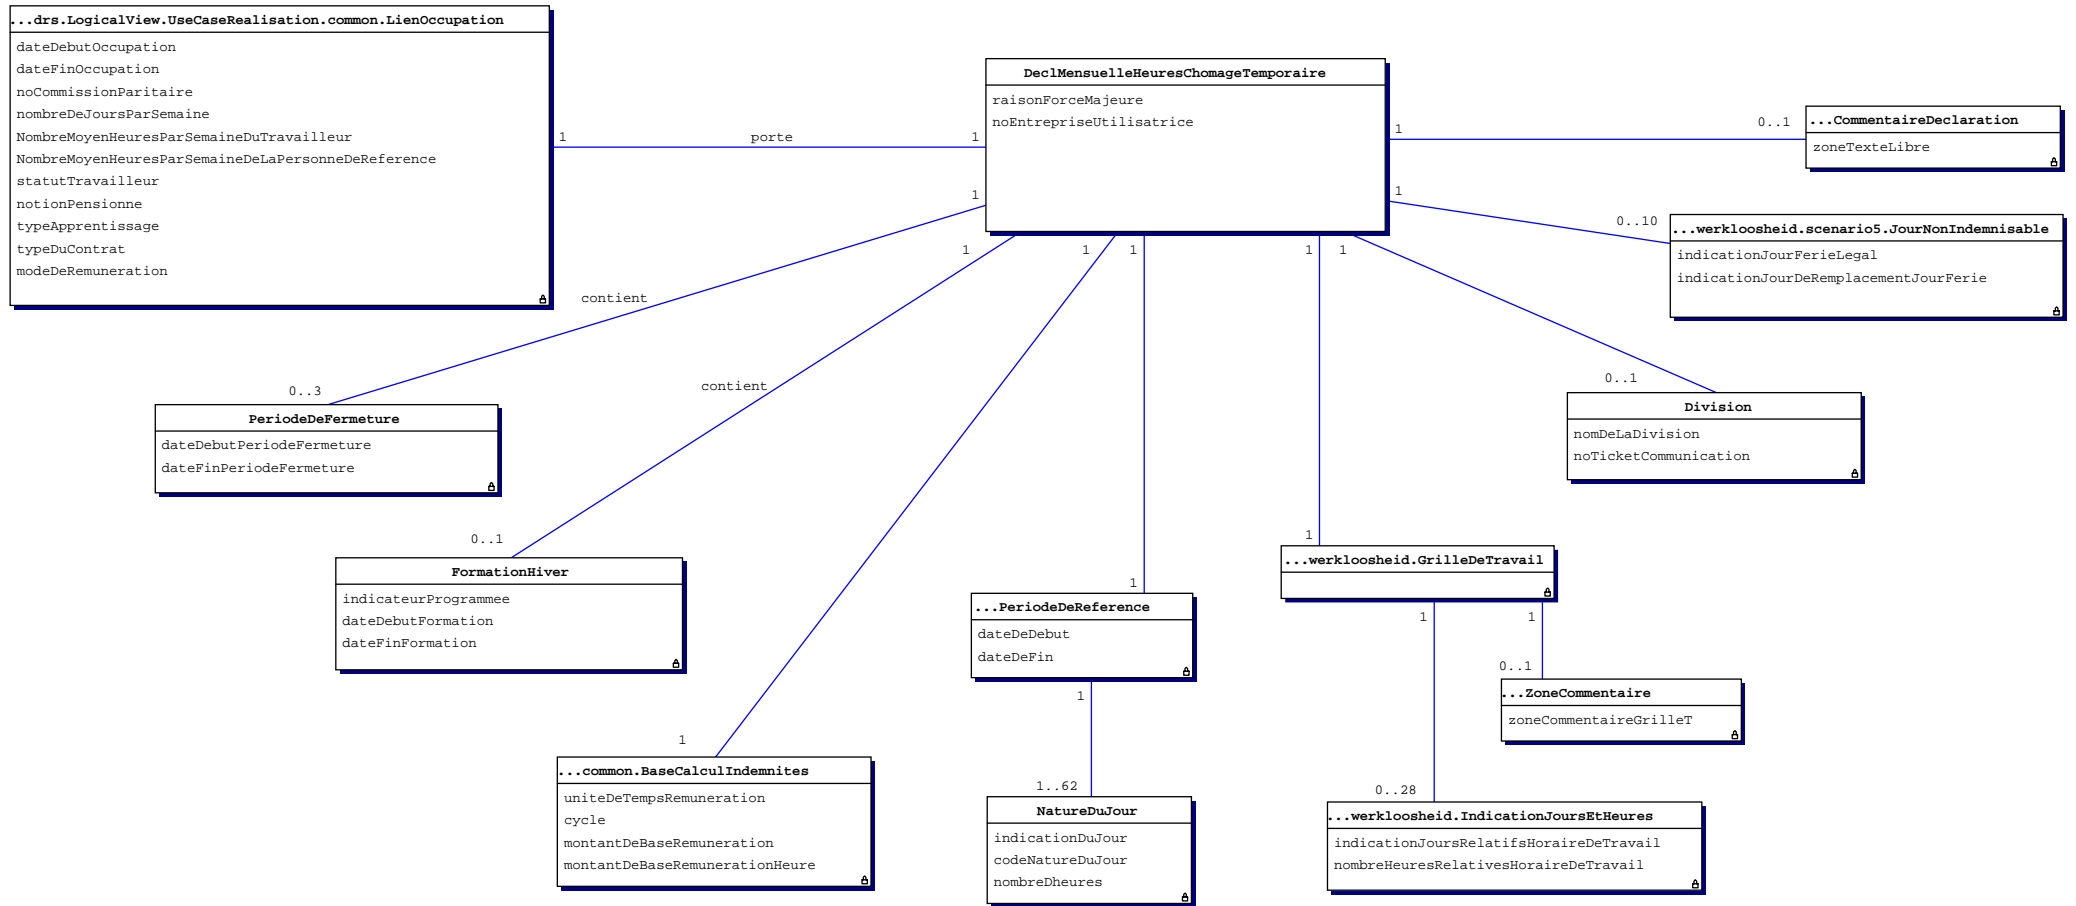 ...drs.LogicalView.UseCaseRealisation.common.LienOccupation
dateDebutOccupation
dateFinOccupation
noCommissionParitaire
nombreDeJoursParSemaine
NombreMoyenHeuresParSemaineDuTravailleur
NombreMoyenHeuresParSemaineDeLaPersonneDeReference
statutTravailleur
notionPensionne
typeApprentissage
typeDuContrat
modeDeRemuneration
1
porte
1
DeclMensuelleHeuresChomageTemporaire
raisonForceMajeure
noEntrepriseUtilisatrice
1
0..1
...CommentaireDeclaration
zoneTexteLibre
1
0..10
...werkloosheid.scenario5.JourNonIndemnisable
indicationJourFerieLegal
indicationJourDeRemplacementJourFerie
1
contient
0..3
PeriodeDeFermeture
dateDebutPeriodeFermeture
dateFinPeriodeFermeture
1
contient
0..1
FormationHiver
indicateurProgrammee
dateDebutFormation
dateFinFormation
1
1
...common.BaseCalculIndemnites
uniteDeTempsRemuneration
cycle
montantDeBaseRemuneration
montantDeBaseRemunerationHeure
1
1
...PeriodeDeReference
dateDeDebut
dateDeFin
1
1..62
NatureDuJour
indicationDuJour
codeNatureDuJour
nombreDheures
1
1
...werkloosheid.GrilleDeTravail
1
0..28
...werkloosheid.IndicationJoursEtHeures
indicationJoursRelatifsHoraireDeTravail
nombreHeuresRelativesHoraireDeTravail
1
0..1
...ZoneCommentaire
zoneCommentaireGrilleT
1
0..1
Division
nomDeLaDivision
noTicketCommunication